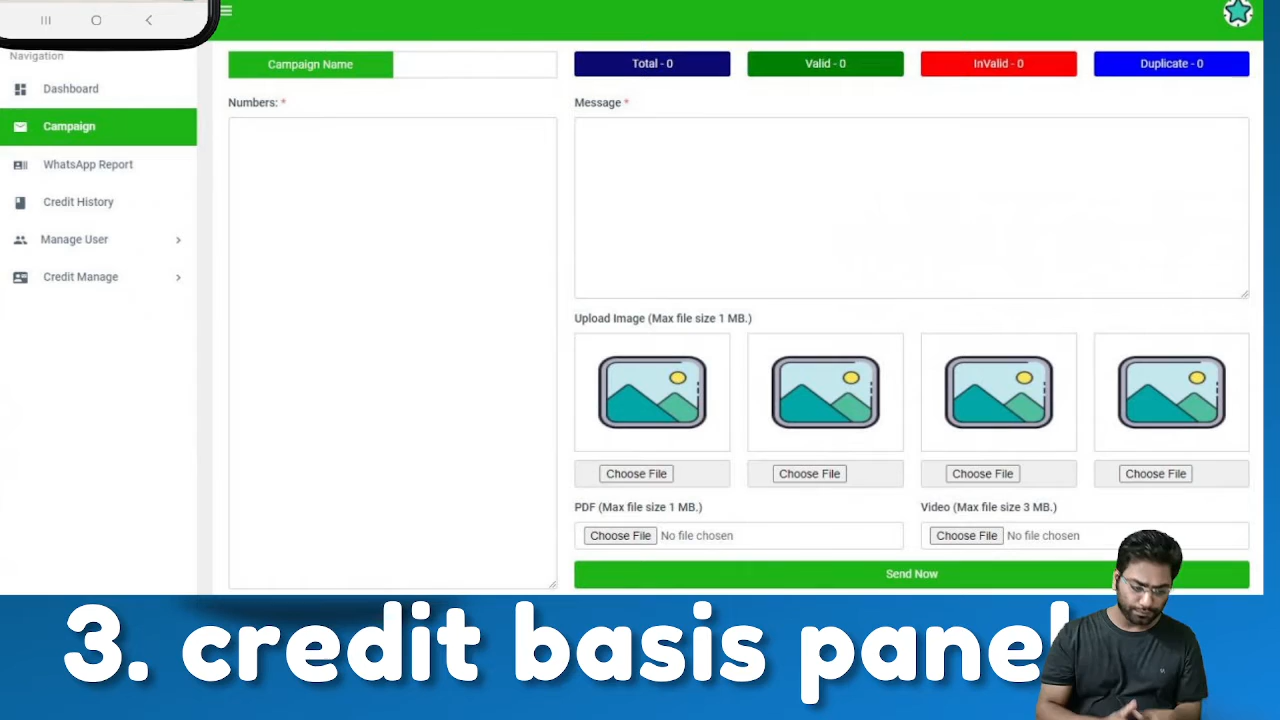 Navigation
Dashboard
Campaign
WhatsApp Report
Credit History
Manage User
Credit Manage
Campaign Name
Total - 0
Valid - 0
InValid - 0
Duplicate - 0
Numbers: *
Message *
Upload Image (Max file size 1 MB.)
Choose File
Choose File
Choose File
Choose File
PDF (Max file size 1 MB.)
Video (Max file size 3 MB.)
Choose File No file chosen
Choose File No file chosen
Send Now
3. credit basis panel